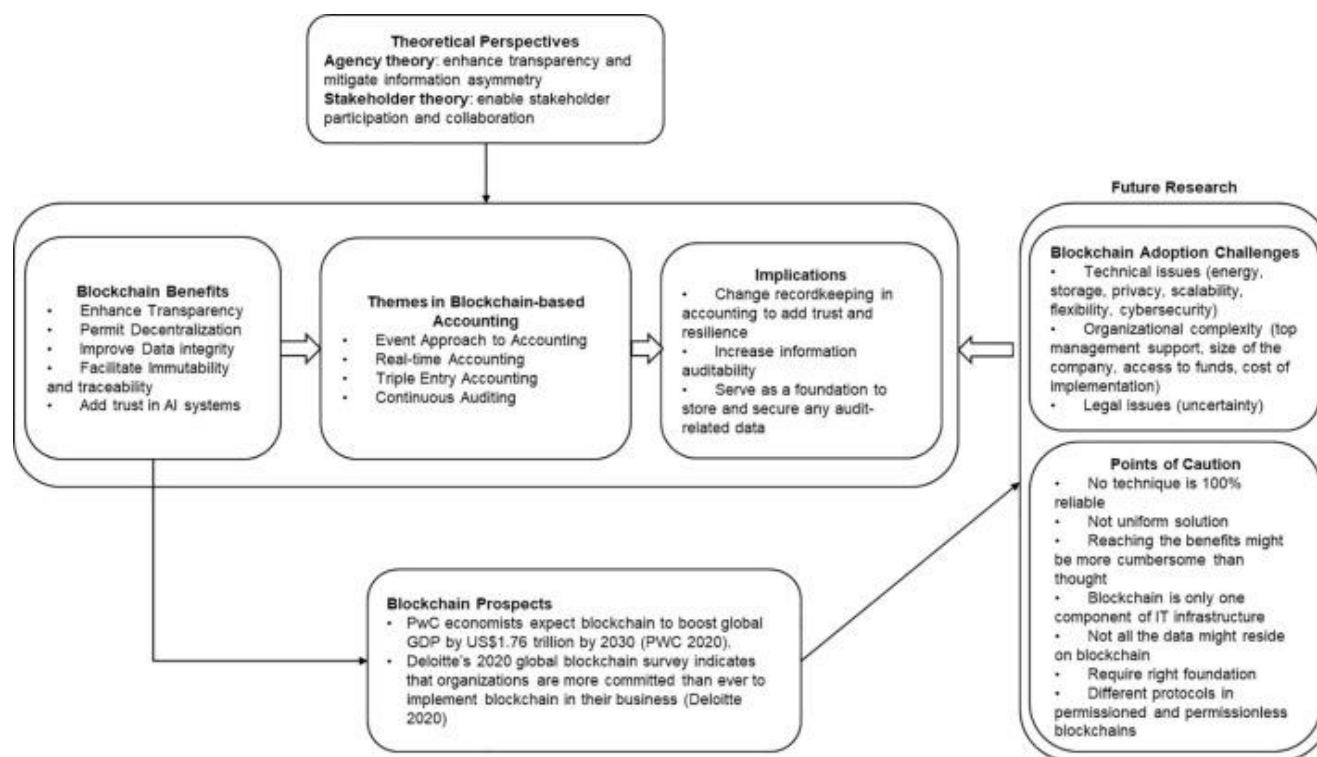 Theoretical Perspectives
Agency theory: enhance transparency and
mitigate information asymmetry
Stakeholder theory: enable stakeholder
participation and collaboration
Blockchain Benefits
• Enhance Transparency
• Permit Decentralization
• Improve Data integrity
• Facilitate Immutability
and traceability
• Add trust in AI systems
Themes in Blockchain-based
Accounting
• Event Approach to Accounting
• Real-time Accounting
• Triple Entry Accounting
• Continuous Auditing
Implications
• Change recordkeeping in
accounting to add trust and
resilience
• Increase information
auditability
• Serve as a foundation to
store and secure any audit-
related data
Future Research
Blockchain Adoption Challenges
• Technical issues (energy,
storage, privacy, scalability,
flexibility, cybersecurity)
• Organizational complexity (top
management support, size of the
company, access to funds, cost of
implementation)
• Legal issues (uncertainty)
Points of Caution
• No technique is 100%
reliable
• Not uniform solution
• Reaching the benefits might
be more cumbersome than
thought
• Blockchain is only one
component of IT infrastructure
• Not all the data might reside
on blockchain
• Require right foundation
• Different protocols in
permissioned and permissionless
blockchains
Blockchain Prospects
• PwC economists expect blockchain to boost global
GDP by US$1.76 trillion by 2030 (PWC 2020).
• Deloitte's 2020 global blockchain survey indicates
that organizations are more committed than ever to
implement blockchain in their business (Deloitte
2020)